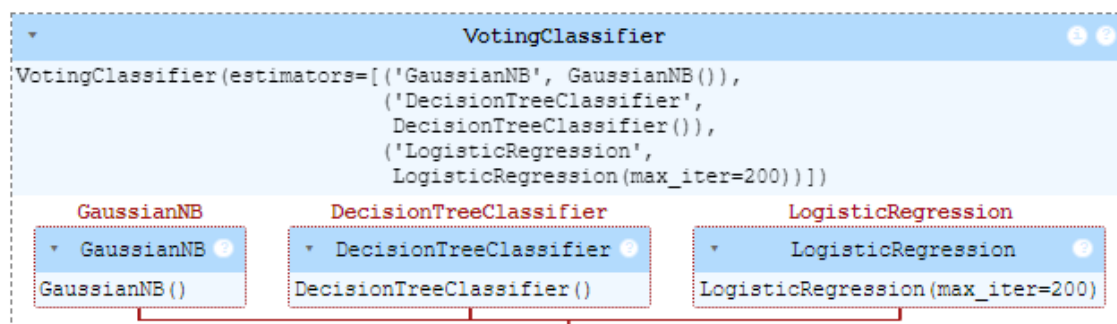 VotingClassifier
i ?
VotingClassifier(estimators=[('GaussianNB', GaussianNB()),
('DecisionTreeClassifier',
DecisionTreeClassifier()),
('LogisticRegression',
LogisticRegression(max_iter=200))])
GaussianNB DecisionTreeClassifier LogisticRegression
GaussianNB ? DecisionTreeClassifier ? LogisticRegression ?
GaussianNB() DecisionTreeClassifier() LogisticRegression(max_iter=200)